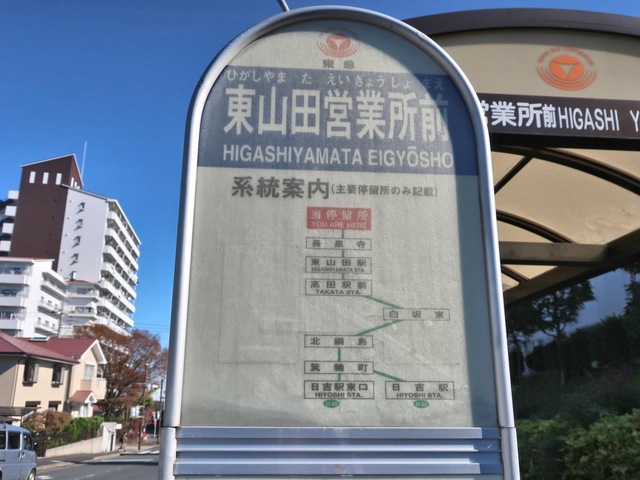 東急
ひがしやま た えいぎょうしょ まえ
東山田営業所前
HIGASHIYAMATA EIGYŌSHO
系統案内(主要停留所のみ記載)
当停留所
YOU ARE HERE
長泉寺
東山田駅
HIGASHIYAMATA STA.
高田駅前
TAKATA STA.
白坂東
北綱島
箕輪町
日吉駅東口
HIYOSHI STA.
日吉駅
HIYOSHI STA.
営業所前 HIGASHI Y